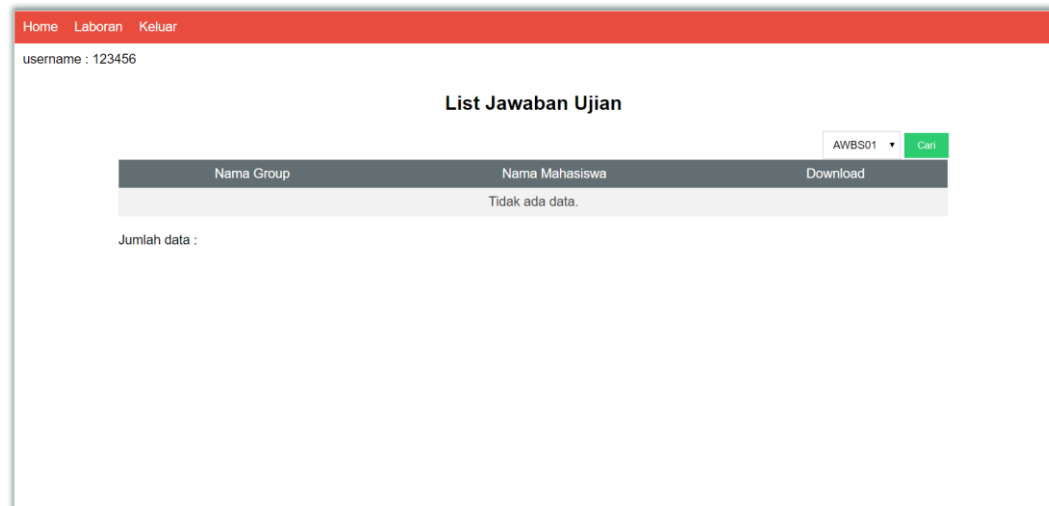 Home Laboran Keluar
username : 123456
List Jawaban Ujian
AWBS01 Cari
Nama Group Nama Mahasiswa Download
Tidak ada data.
Jumlah data :